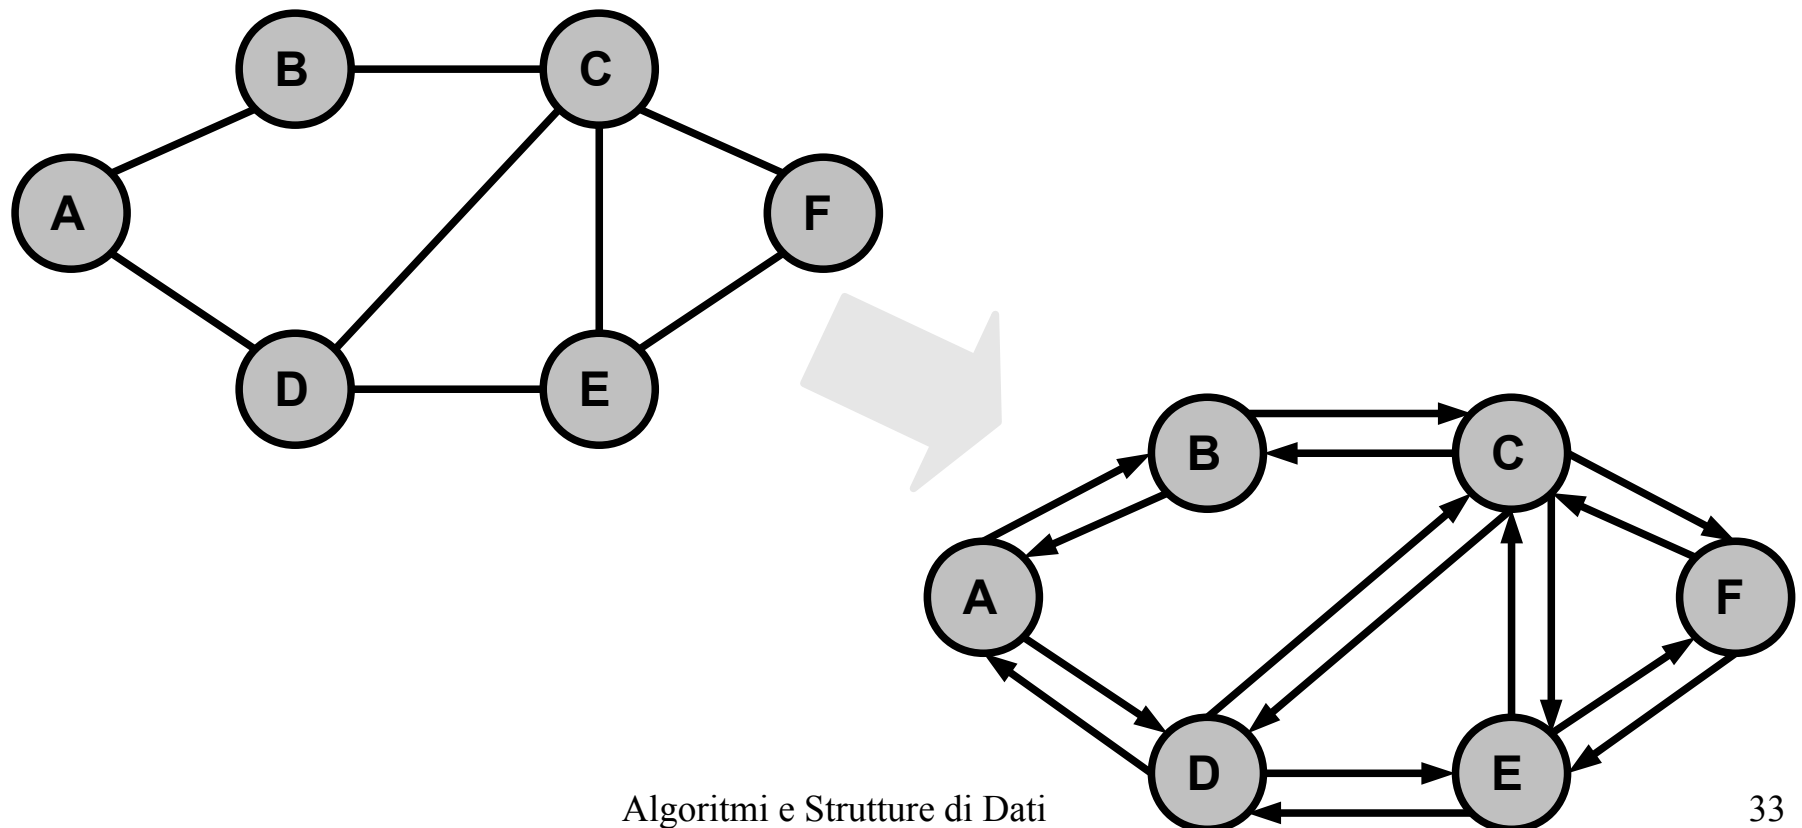 B C
A F
D E
B C
A F
D E
Algoritmi e Strutture di Dati 33